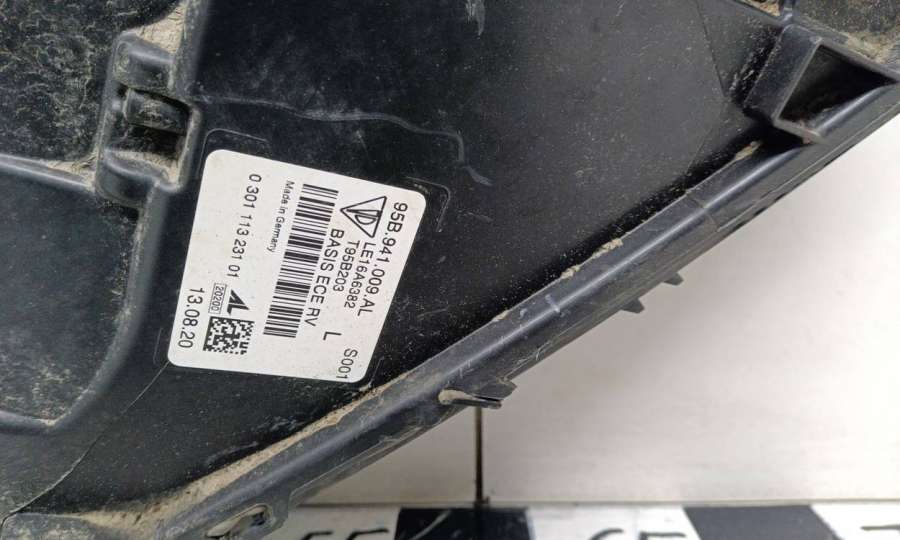 95B.941.009.AL
LE16A6382
T95B203
BASIS ECE RV
L
S001
Made in Germany
0 301 113 231 01
AL
20200
13.08.20